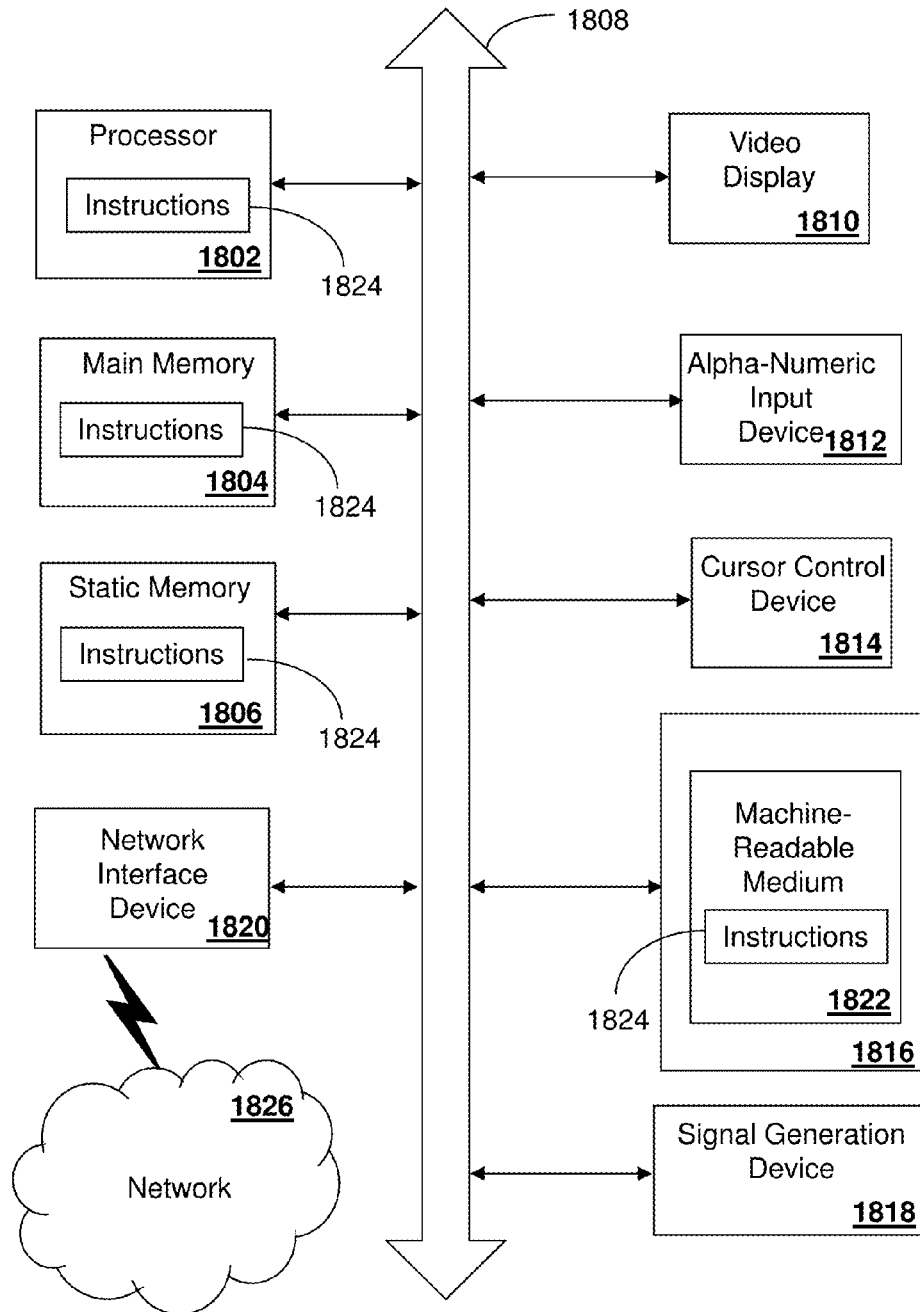 1808
Processor
Instructions
1802
1824
Main Memory
Instructions
1804
1824
Static Memory
Instructions
1806
1824
Network
Interface
Device
1820
1826
Network
Video
Display
1810
Alpha-Numeric
Input
Device
1812
Cursor Control
Device
1814
Machine-
Readable
Medium
Instructions
1822
1824
1816
Signal Generation
Device
1818